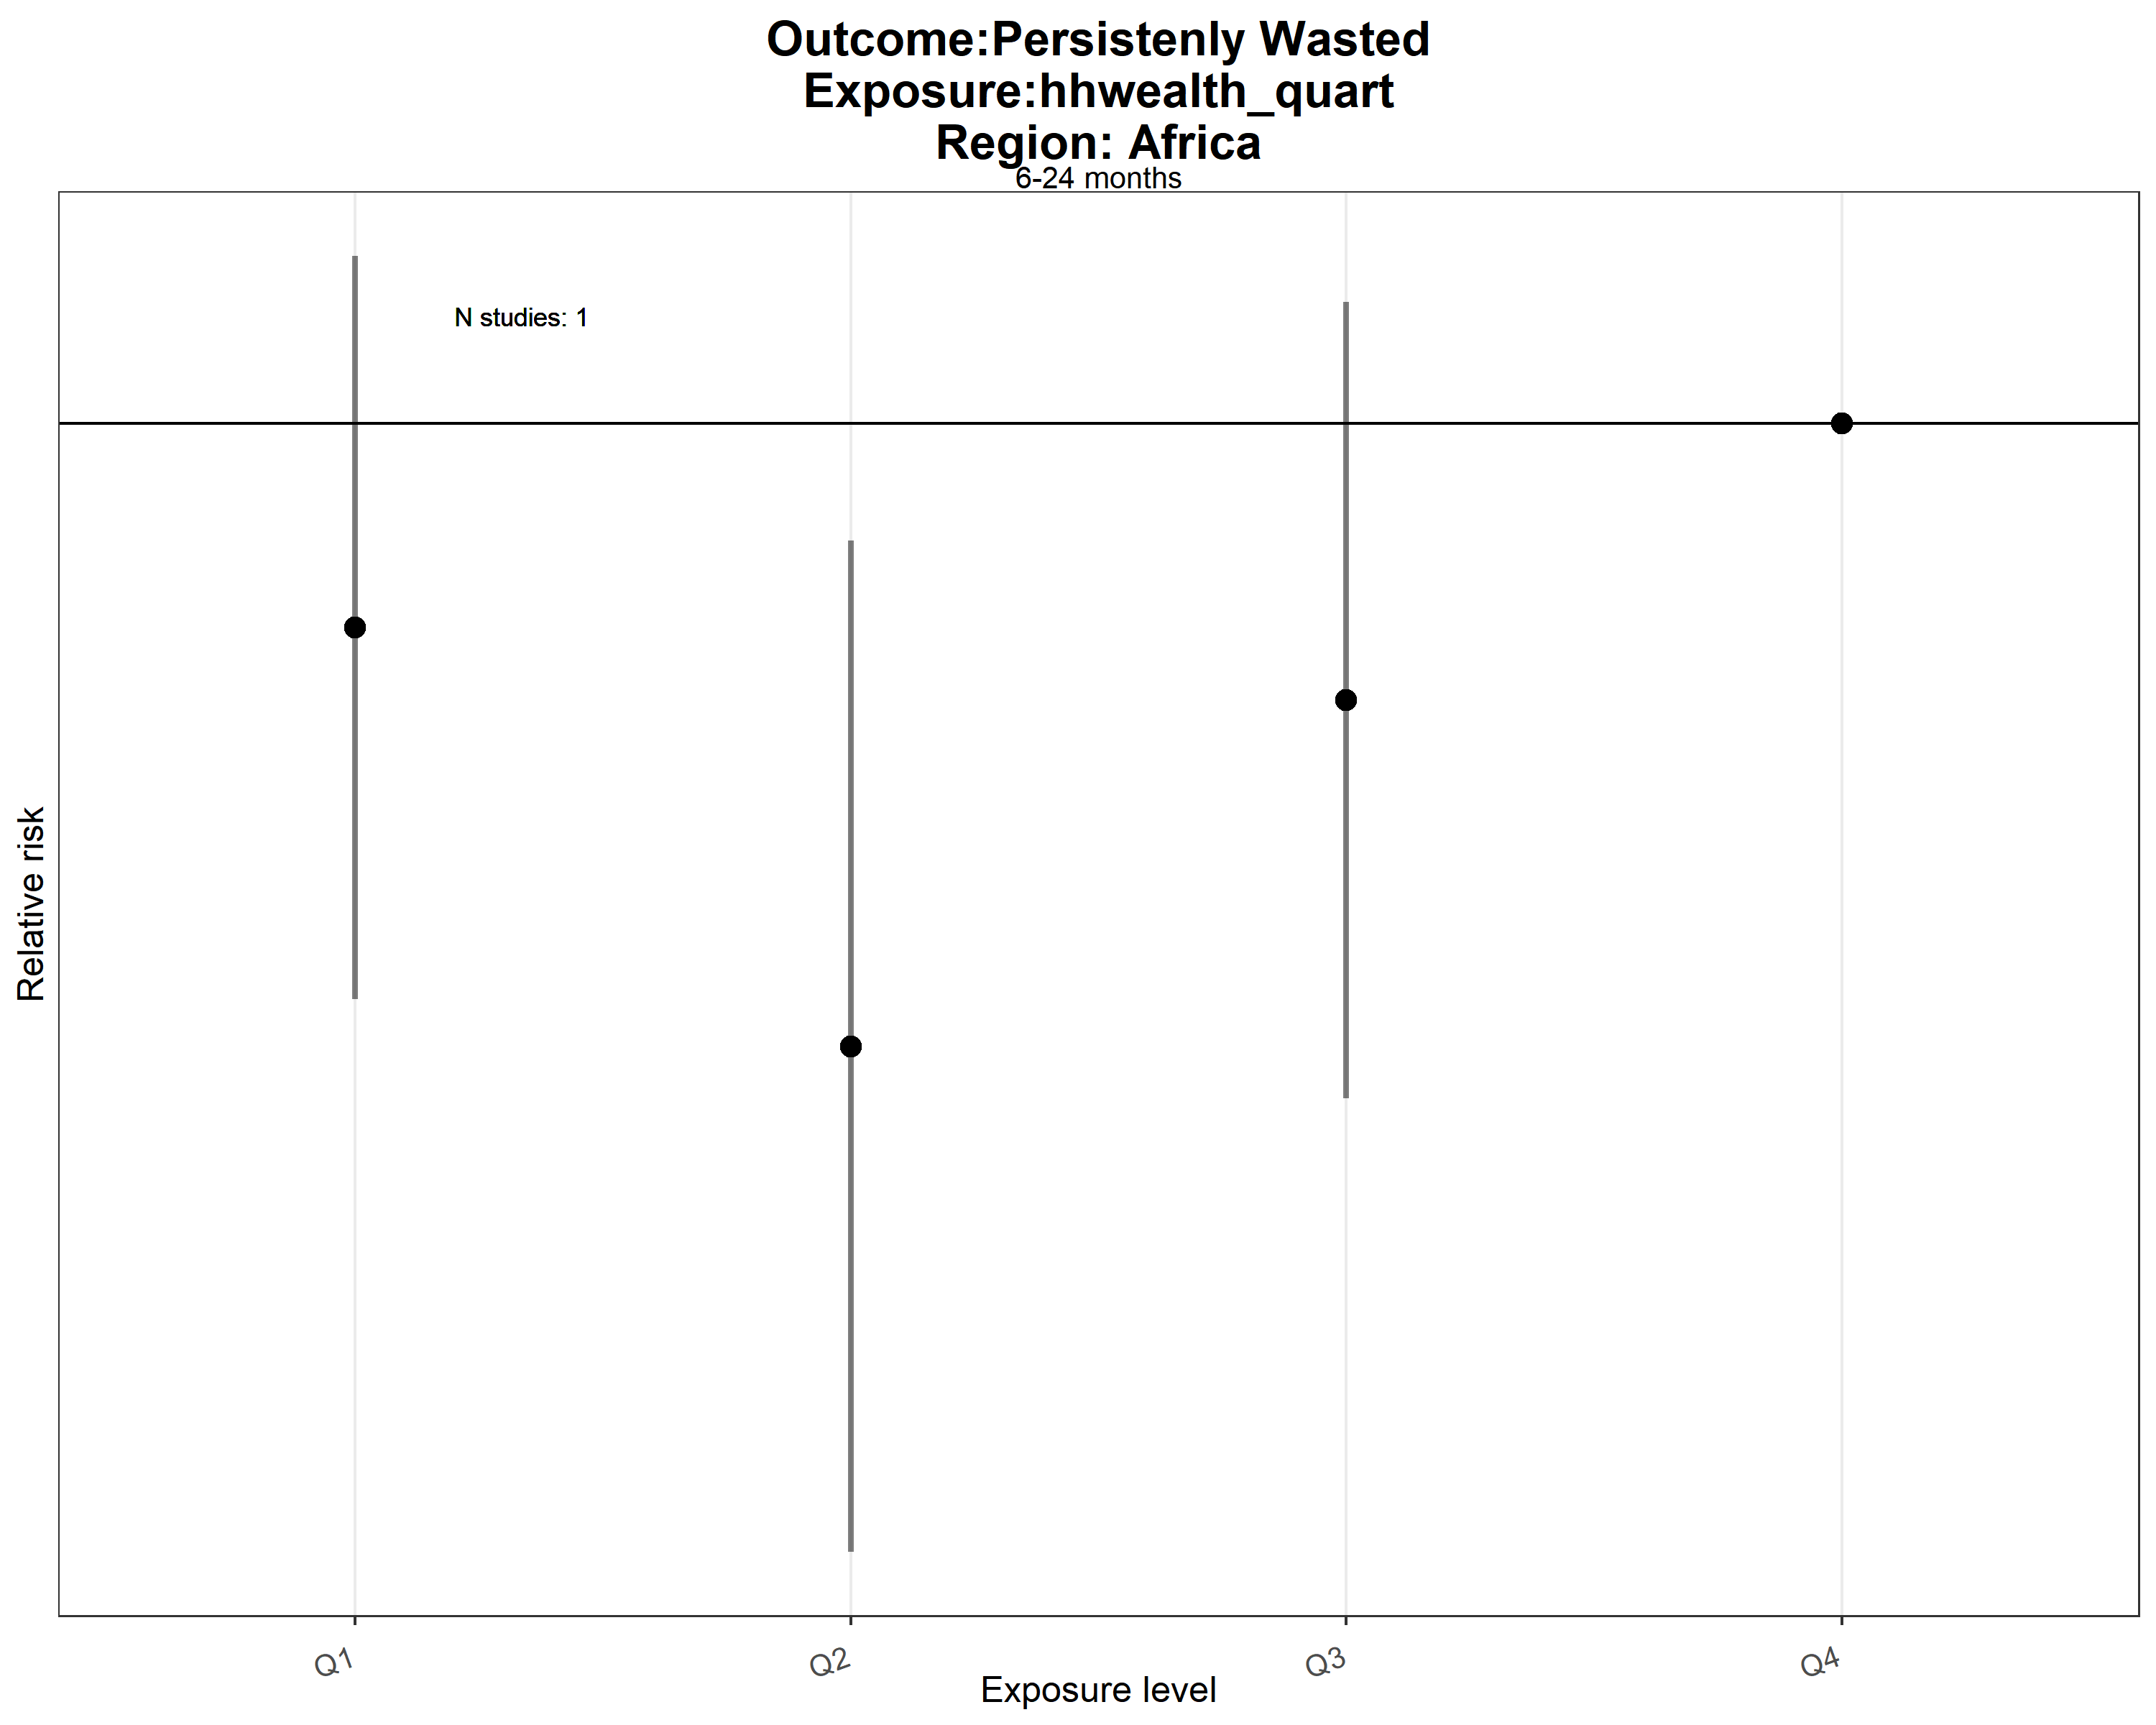 Outcome:Persistenly Wasted
Exposure:hhwealth_quart
Region: Africa
6-24 months
N studies: 1
Relative risk
Q1
Q2
Q3
Q4
Exposure level